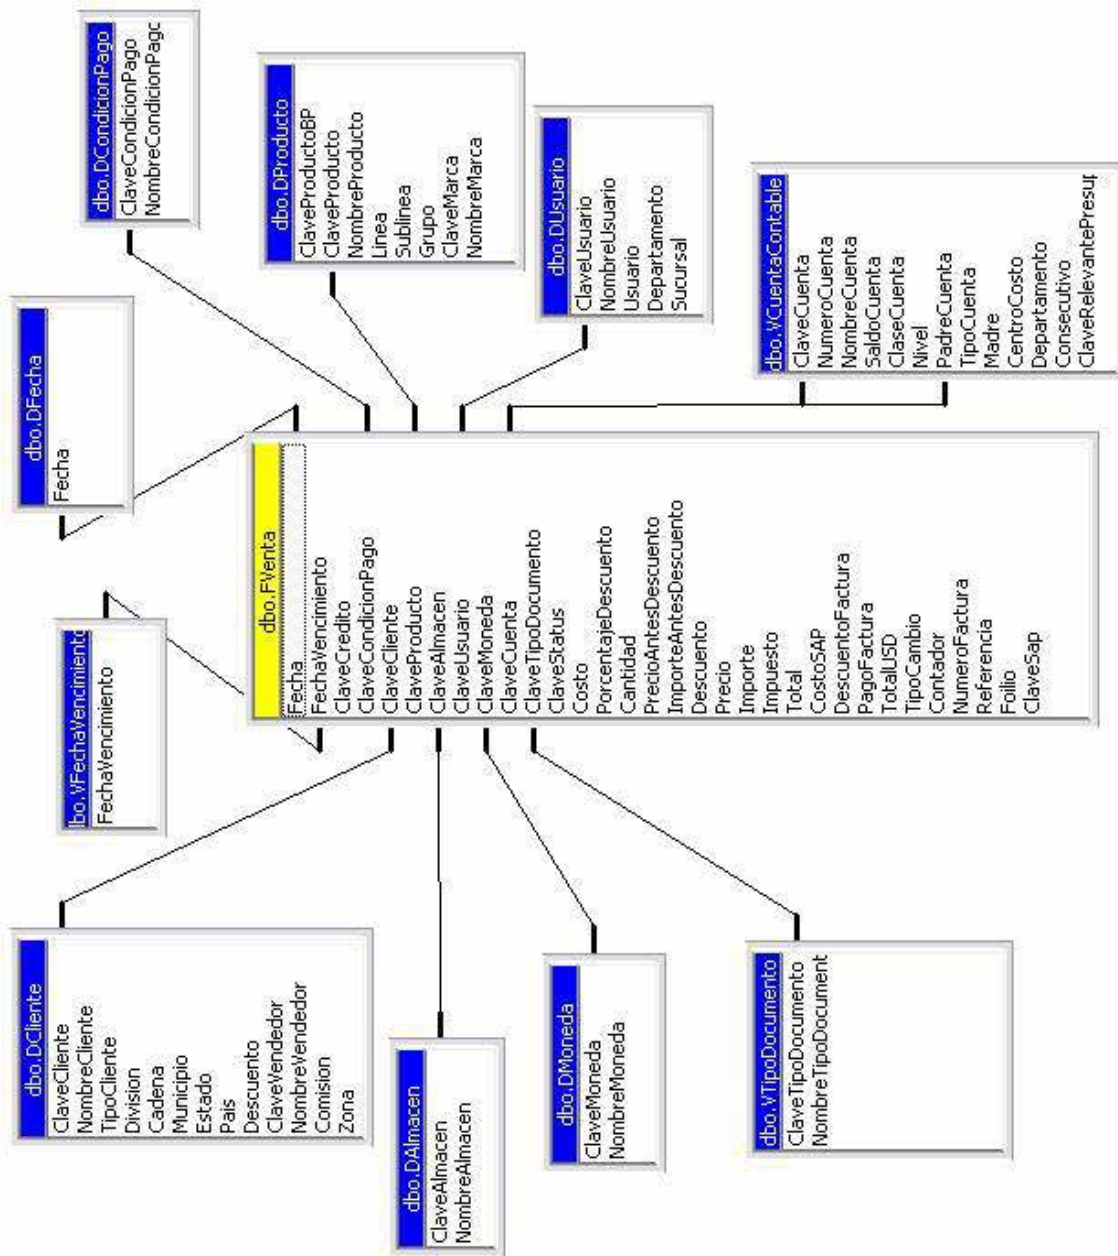 dbo.DCliente
ClaveCliente
NombreCliente
TipoCliente
Division
Cadena
Municipio
Estado
Pais
Descuento
ClaveVendedor
NombreVendedor
Comision
Zona
lbo.VFechaVencimiento
FechaVencimiento
dbo.DFecha
Fecha
dbo.DCondicionPago
ClaveCondicionPago
NombreCondicionPago
dbo.DAlmacen
ClaveAlmacen
NombreAlmacen
dbo.FVenta
Fecha
FechaVencimiento
ClaveCredito
ClaveCondicionPago
ClaveCliente
ClaveProducto
ClaveAlmacen
ClaveUsuario
ClaveMoneda
ClaveCuenta
ClaveTipoDocumento
ClaveStatus
Costo
PorcentajeDescuento
Cantidad
PrecioAntesDescuento
ImporteAntesDescuento
Descuento
Precio
Importe
Impuesto
Total
CostoSAP
DescuentoFactura
PagoFactura
TotalUSD
TipoCambio
Contador
NumeroFactura
Referencia
Foilio
ClaveSap
dbo.DProducto
ClaveProductoBP
ClaveProducto
NombreProducto
Linea
Sublinea
Grupo
ClaveMarca
NombreMarca
dbo.DMoneda
ClaveMoneda
NombreMoneda
dbo.DUsuario
ClaveUsuario
NombreUsuario
Usuario
Departamento
Sucursal
dbo.VTipoDocumento
ClaveTipoDocumento
NombreTipoDocument
dbo.VCuentaContable
ClaveCuenta
NumeroCuenta
NombreCuenta
SaldoCuenta
ClaseCuenta
Nivel
PadreCuenta
TipoCuenta
Madre
CentroCosto
Departamento
Consecutivo
ClaveRelevantePresup